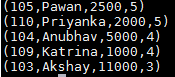 (105,Pawan,2500,5)
(110,Priyanka,2000,5)
(104,Anubhav,5000,4)
(109,Katrina,1000,4)
(103,Akshay,11000,3)